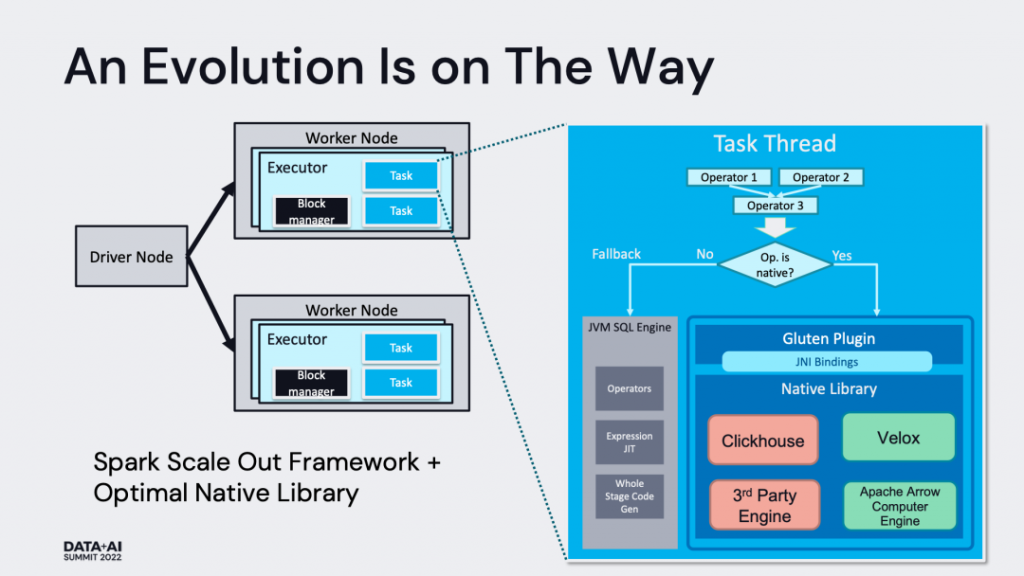 An Evolution Is on The Way
Driver Node
Worker Node
Executor
Task
Block
manager
Task
Worker Node
Executor
Task
Block
manager
Task
Spark Scale Out Framework +
Optimal Native Library
DATA+AI
SUMMIT 2022
Task Thread
Operator 1
Operator 2
Operator 3
Op. is
native?
Fallback
No
Yes
JVM SQL Engine
Operators
Expression
JIT
Whole
Stage Code
Gen
Gluten Plugin
JNI Bindings
Native Library
Clickhouse
Velox
3rd Party
Engine
Apache Arrow
Computer
Engine